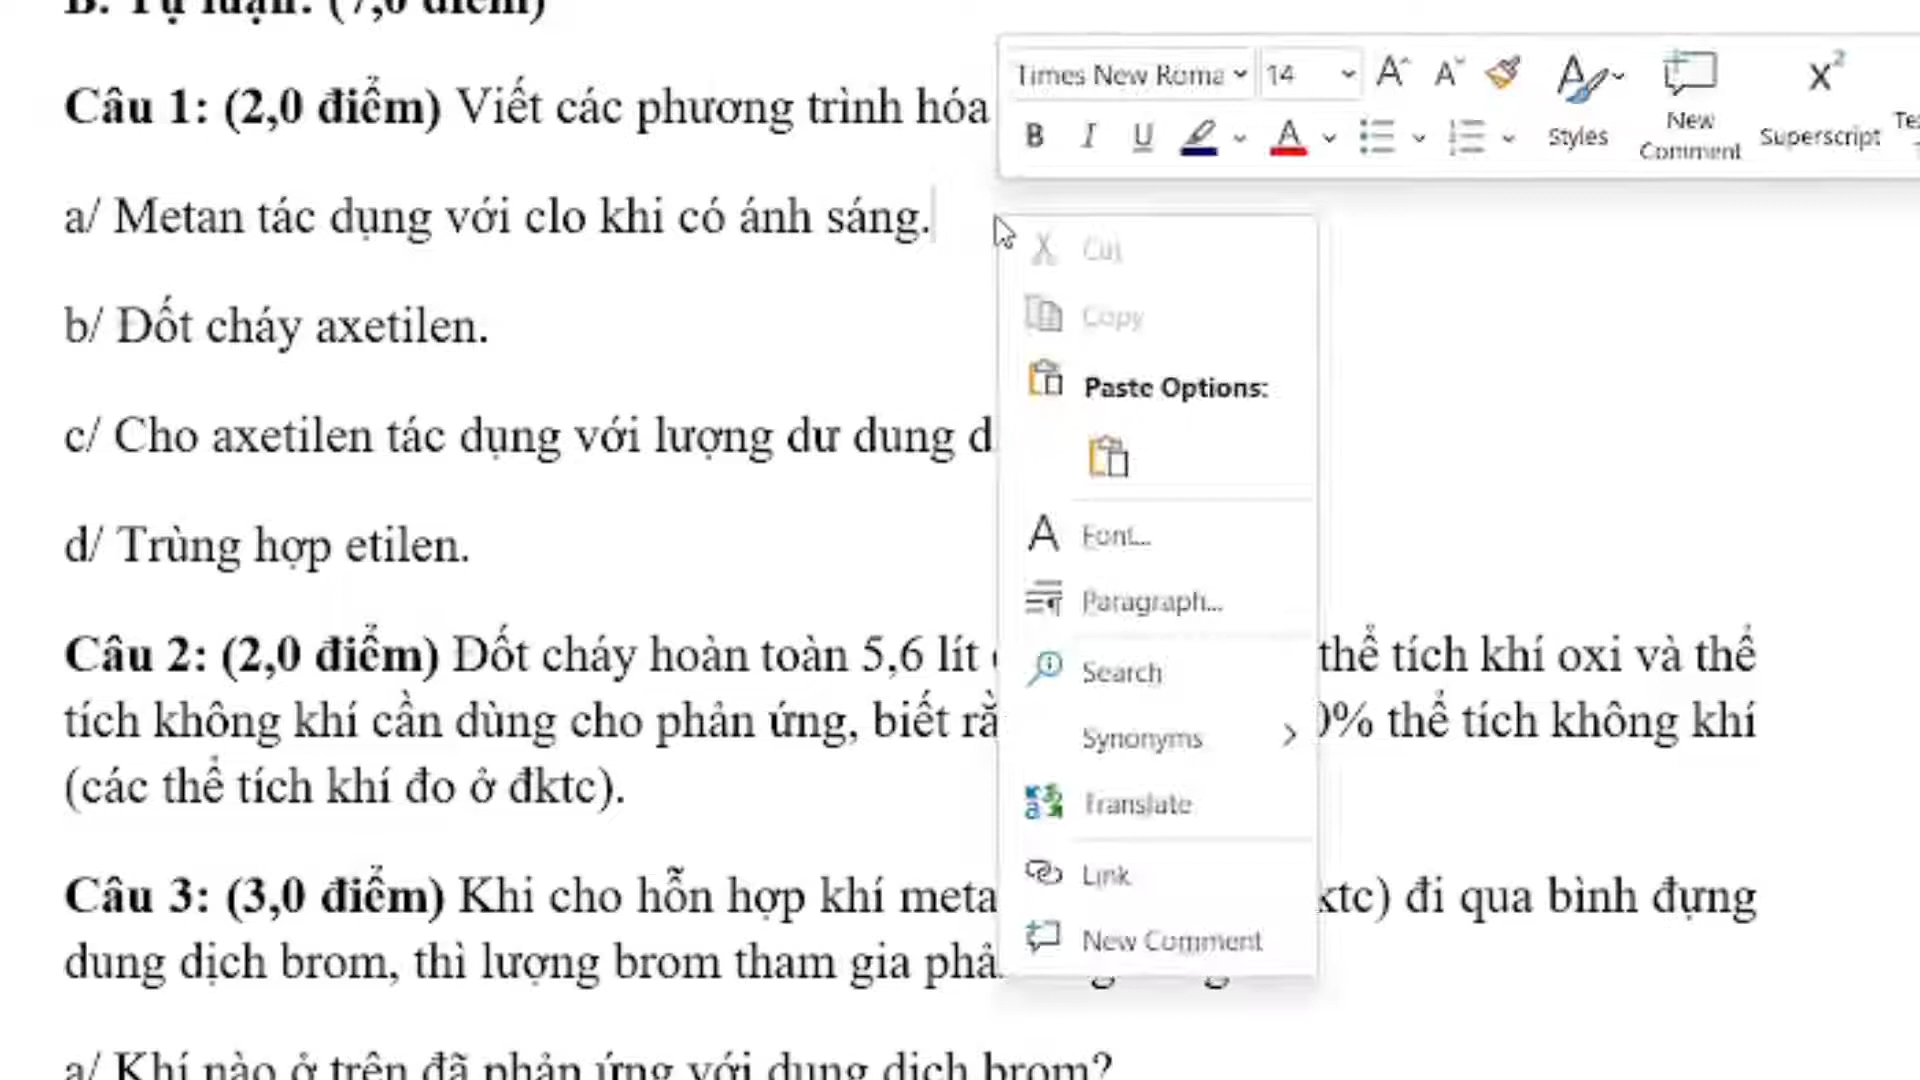 B. Tự luận: (7,0 điểm)
Times New Roma 14
Câu 1: (2,0 điểm) Viết các phương trình hóa
B I U A Styles New Comment Superscript
a/ Metan tác dụng với clo khi có ánh sáng.
Cut
b/ Đốt cháy axetilen.
Copy
Paste Options:
c/ Cho axetilen tác dụng với lượng dư dung d
d/ Trùng hợp etilen.
Font...
Paragraph...
Câu 2: (2,0 điểm) Đốt cháy hoàn toàn 5,6 lít thể tích khí oxi và thể
Search
tích không khí cần dùng cho phản ứng, biết rằ 0% thể tích không khí
Synonyms
(các thể tích khí đo ở đktc).
Translate
Link
Câu 3: (3,0 điểm) Khi cho hỗn hợp khí meta ktc) đi qua bình đựng
New Comment
dung dịch brom, thì lượng brom tham gia phả
a/ Khí nào ở trên đã phản ứng với dung dịch brom?